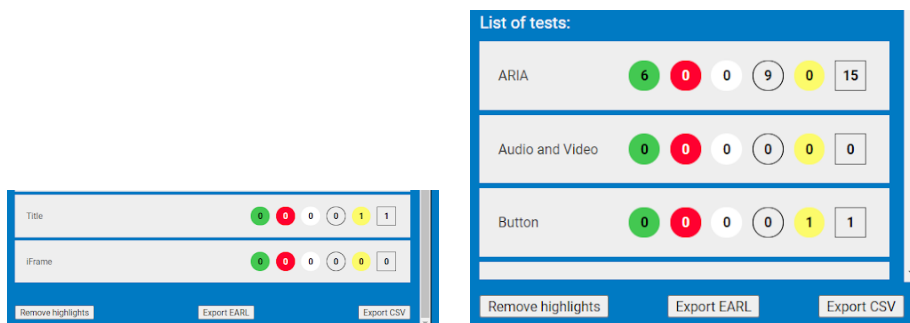 Title 0 0 0 0 1 1
iFrame 0 0 0 0 0 0
Remove highlights Export EARL Export CSV
List of tests:
ARIA 6 0 0 9 0 15
Audio and Video 0 0 0 0 0 0
Button 0 0 0 0 1 1
Remove highlights Export EARL Export CSV